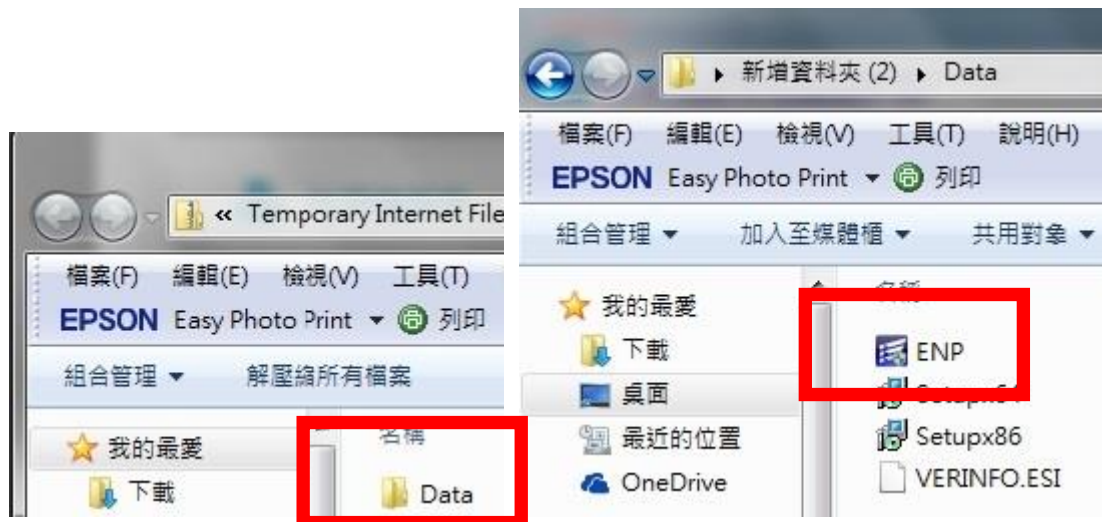 « Temporary Internet File
檔案(F) 編輯(E) 檢視(V) 工具(T)
EPSON Easy Photo Print 列印
組合管理 解壓縮所有檔案
我的最愛
名稱
下載
Data
新增資料夾 (2) Data
檔案(F) 編輯(E) 檢視(V) 工具(T) 說明(H)
EPSON Easy Photo Print 列印
組合管理 加入至媒體櫃 共用對象
我的最愛
下載
ENP
桌面
最近的位置
Setupx86
OneDrive
VERINFO.ESI